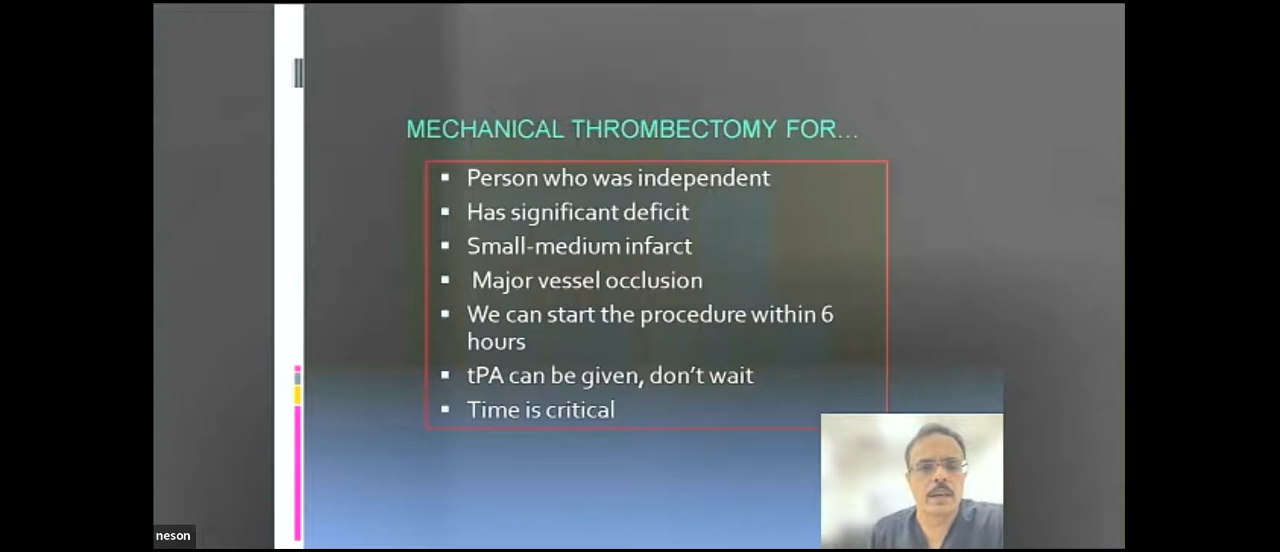 MECHANICAL THROMBECTOMY FOR...
Person who was independent
Has significant deficit
Small-medium infarct
Major vessel occlusion
We can start the procedure within 6
hours
tPA can be given, don't wait
Time is critical
neson